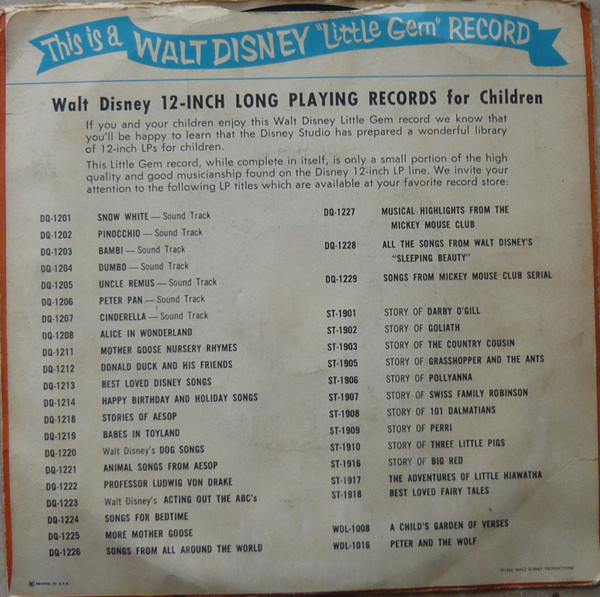 This is a WALT DISNEY "Little Gem" RECORD
Walt Disney 12-INCH LONG PLAYING RECORDS for Children
If you and your children enjoy this Walt Disney Little Gem record we know that
you'll be happy to learn that the Disney Studio has prepared a wonderful library
of 12-inch LPs for children.
This Little Gem record, while complete in itself, is only a small portion of the high
quality and good musicianship found on the Disney 12-inch LP line. We invite your
attention to the following LP titles which are available at your favorite record store:
DQ-1201 SNOW WHITE — Sound Track
DQ-1202 PINOCCHIO — Sound Track
DQ-1203 BAMBI — Sound Track
DQ-1204 DUMBO — Sound Track
DQ-1205 UNCLE REMUS — Sound Track
DQ-1206 PETER PAN — Sound Track
DQ-1207 CINDERELLA — Sound Track
DQ-1208 ALICE IN WONDERLAND
DQ-1211 MOTHER GOOSE NURSERY RHYMES
DQ-1212 DONALD DUCK AND HIS FRIENDS
DQ-1213 BEST LOVED DISNEY SONGS
DQ-1214 HAPPY BIRTHDAY AND HOLIDAY SONGS
DQ-1218 STORIES OF AESOP
DQ-1219 BABES IN TOYLAND
DQ-1220 Walt Disney's DOG SONGS
DQ-1221 ANIMAL SONGS FROM AESOP
DQ-1222 PROFESSOR LUDWIG VON DRAKE
DQ-1223 Walt Disney's ACTING OUT THE ABC's
DQ-1224 SONGS FOR BEDTIME
DQ-1225 MORE MOTHER GOOSE
DQ-1226 SONGS FROM ALL AROUND THE WORLD
DQ-1227 MUSICAL HIGHLIGHTS FROM THE
MICKEY MOUSE CLUB
DQ-1228 ALL THE SONGS FROM WALT DISNEY'S
"SLEEPING BEAUTY"
DQ-1229 SONGS FROM MICKEY MOUSE CLUB SERIAL
ST-1901 STORY OF DARBY O'GILL
ST-1902 STORY OF GOLIATH
ST-1903 STORY OF THE COUNTRY COUSIN
ST-1905 STORY OF GRASSHOPPER AND THE ANTS
ST-1906 STORY OF POLLYANNA
ST-1907 STORY OF SWISS FAMILY ROBINSON
ST-1908 STORY OF 101 DALMATIANS
ST-1909 STORY OF PERRI
ST-1910 STORY OF THREE LITTLE PIGS
ST-1916 STORY OF BIG RED
ST-1917 THE ADVENTURES OF LITTLE HIAWATHA
ST-1918 BEST LOVED FAIRY TALES
WDL-1008 A CHILD'S GARDEN OF VERSES
WDL-1016 PETER AND THE WOLF
PRINTED IN U.S.A.
WALT DISNEY PRODUCTIONS